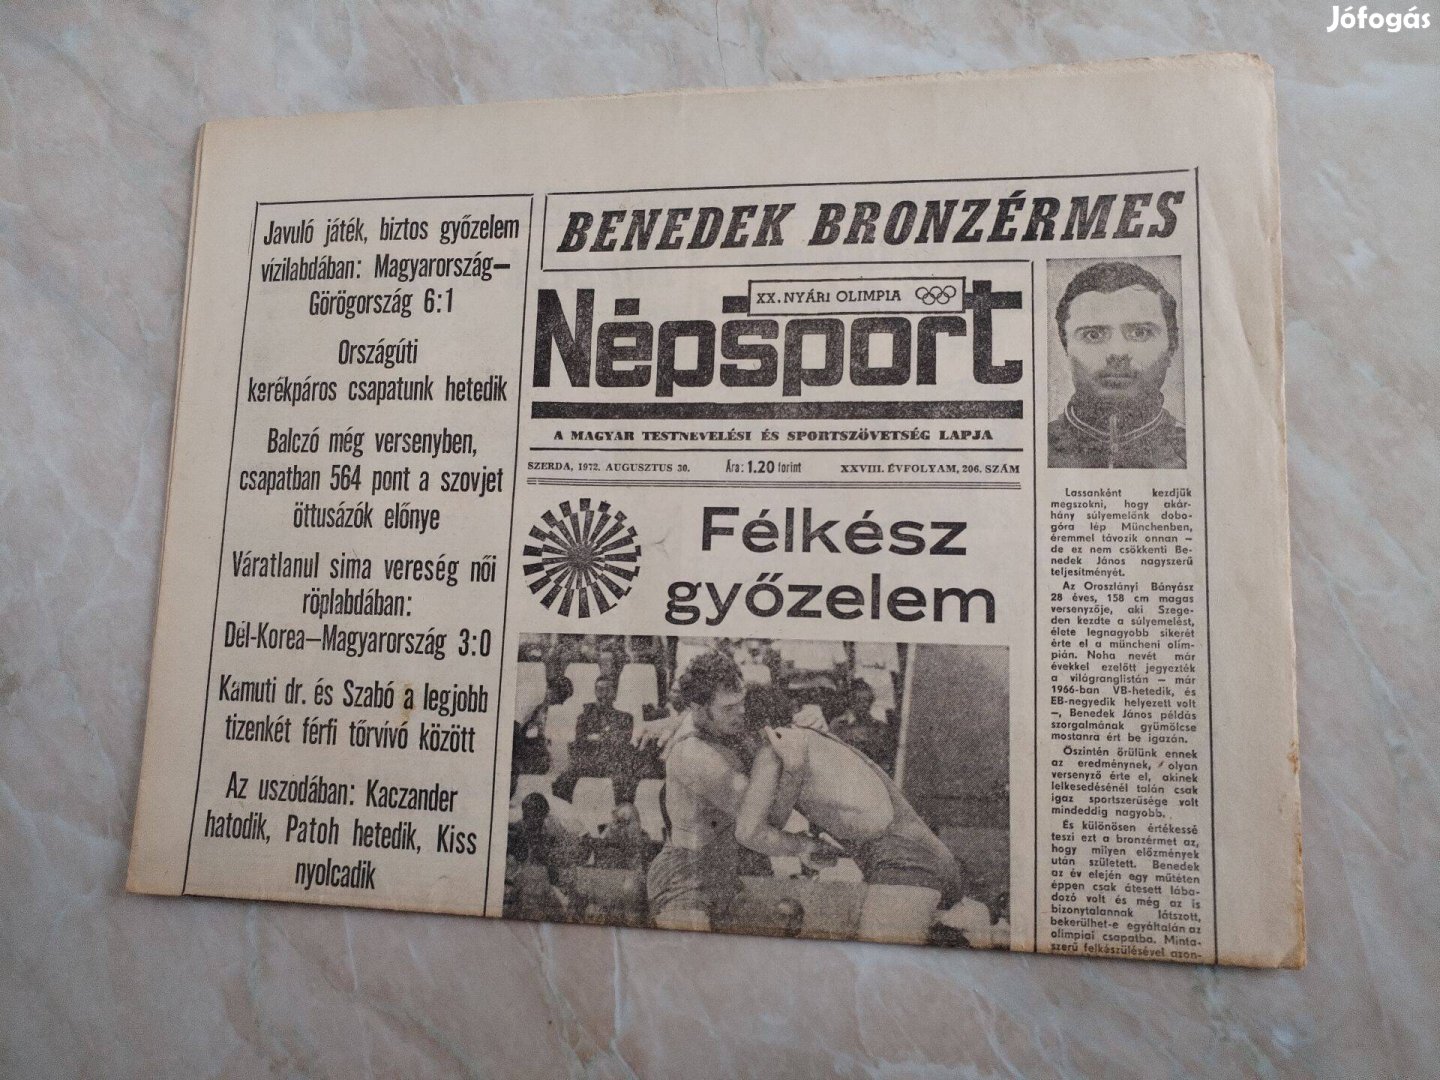 Jófogás
BENEDEK BRONZÉRMES
Javuló játék, biztos győzelem
vízilabdában: Magyarország—
Görögország 6:1
Országúti
kerékpáros csapatunk hetedik
Balczó még versenyben,
csapatban 564 pont a szovjet
öttusázók előnye
Váratlanul sima vereség női
röplabdában:
Dél-Korea—Magyarország 3:0
Kamuti dr. és Szabó a legjobb
tizenkét férfi tőrvívó között
Az uszodában: Kaczander
hatodik, Patoh hetedik, Kiss
nyolcadik
XX. NYÁRI OLIMPIA
Népsport
A MAGYAR TESTNEVELÉSI ÉS SPORTSZÖVETSÉG LAPJA
SZERDA, 1972. AUGUSZTUS 30. Ára: 1.20 forint XXVIII. ÉVFOLYAM, 206. SZÁM
Félkész
győzelem
Lassanként kezdjük
megszokni, hogy akár-
hány súlyemelőnk dobo-
góra lép Münchenben,
éremmel távozik onnan —
de ez nem csökkenti Be-
nedek János nagyszerű
teljesítményét.
Az Oroszlányi Bányász
28 éves, 158 cm magas
versenyzője, aki Szege-
den kezdte a súlyemelést,
élete legnagyobb sikerét
érte el a müncheni olim-
pián. Noha nevét már
évekkel ezelőtt jegyezték
a világranglistán — már
1966-ban VB-hetedik, és
EB-negyedik helyezett volt
—, Benedek János példás
szorgalmának gyümölcse
mostanra ért be igazán.
Őszintén örülünk ennek
az eredménynek, olyan
versenyző érte el, akinek
lelkesedésénél talán csak
igaz sportszerűsége volt
mindeddig nagyobb.
És különösen értékessé
teszi ezt a bronzérmet az,
hogy milyen előzmények
után született. Benedek
az év elején egy műtéten
éppen csak átesett lába-
dozó volt és még az is
bizonytalannak látszott,
bekerülhet-e egyáltalán az
olimpiai csapatba. Minta-
szerű felkészülésével azon-